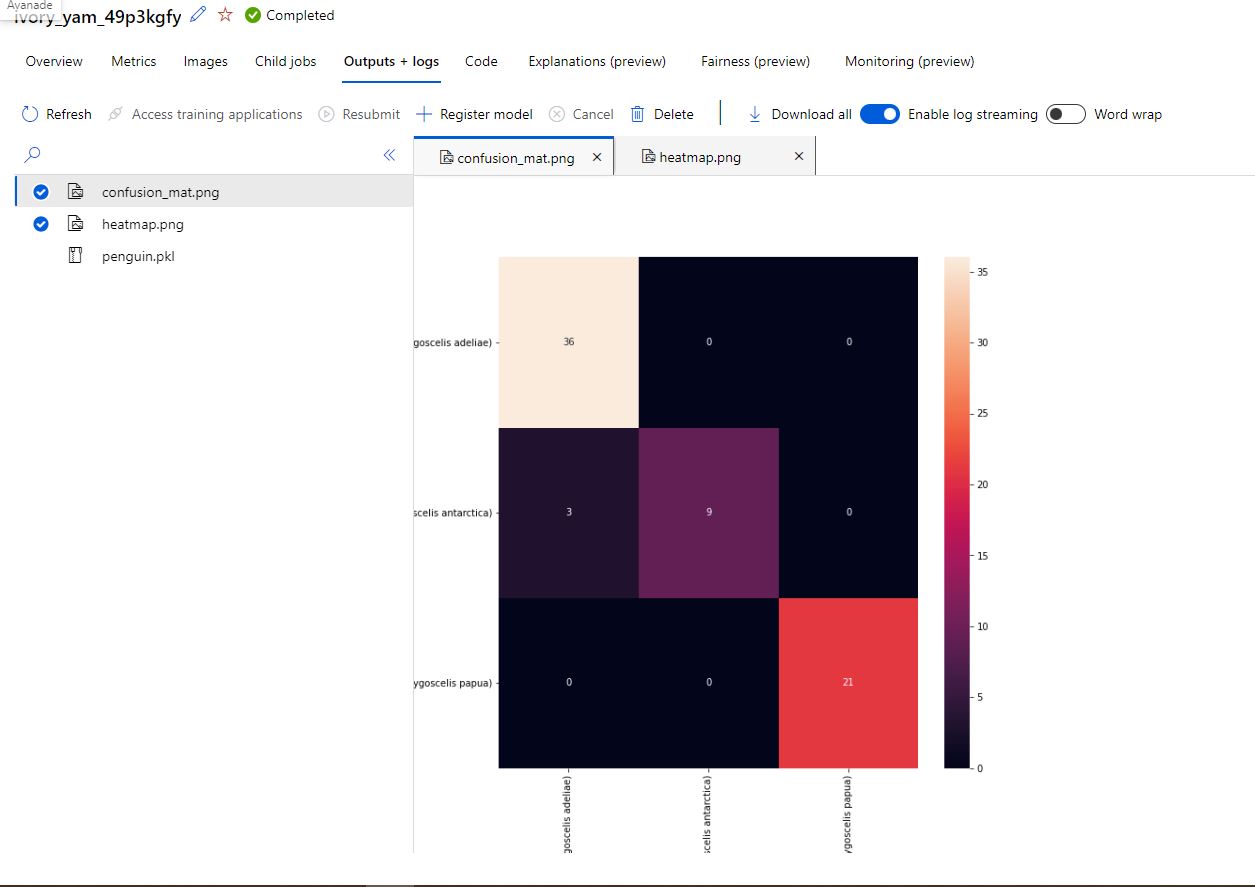 Avanade
ivory_yam_49p3kgfy Completed
Overview Metrics Images Child jobs Outputs + logs Code Explanations (preview) Fairness (preview) Monitoring (preview)
Refresh Access training applications Resubmit Register model Cancel Delete Download all Enable log streaming Word wrap
confusion_mat.png heatmap.png
confusion_mat.png
heatmap.png
penguin.pkl
35
36 0 0
goscelis adeliae)
30
25
20
scelis antarctica)
3 9 0
15
10
ygoscelis papua)
0 0 21
5
0
goscelis adeliae)
scelis antarctica)
ygoscelis papua)